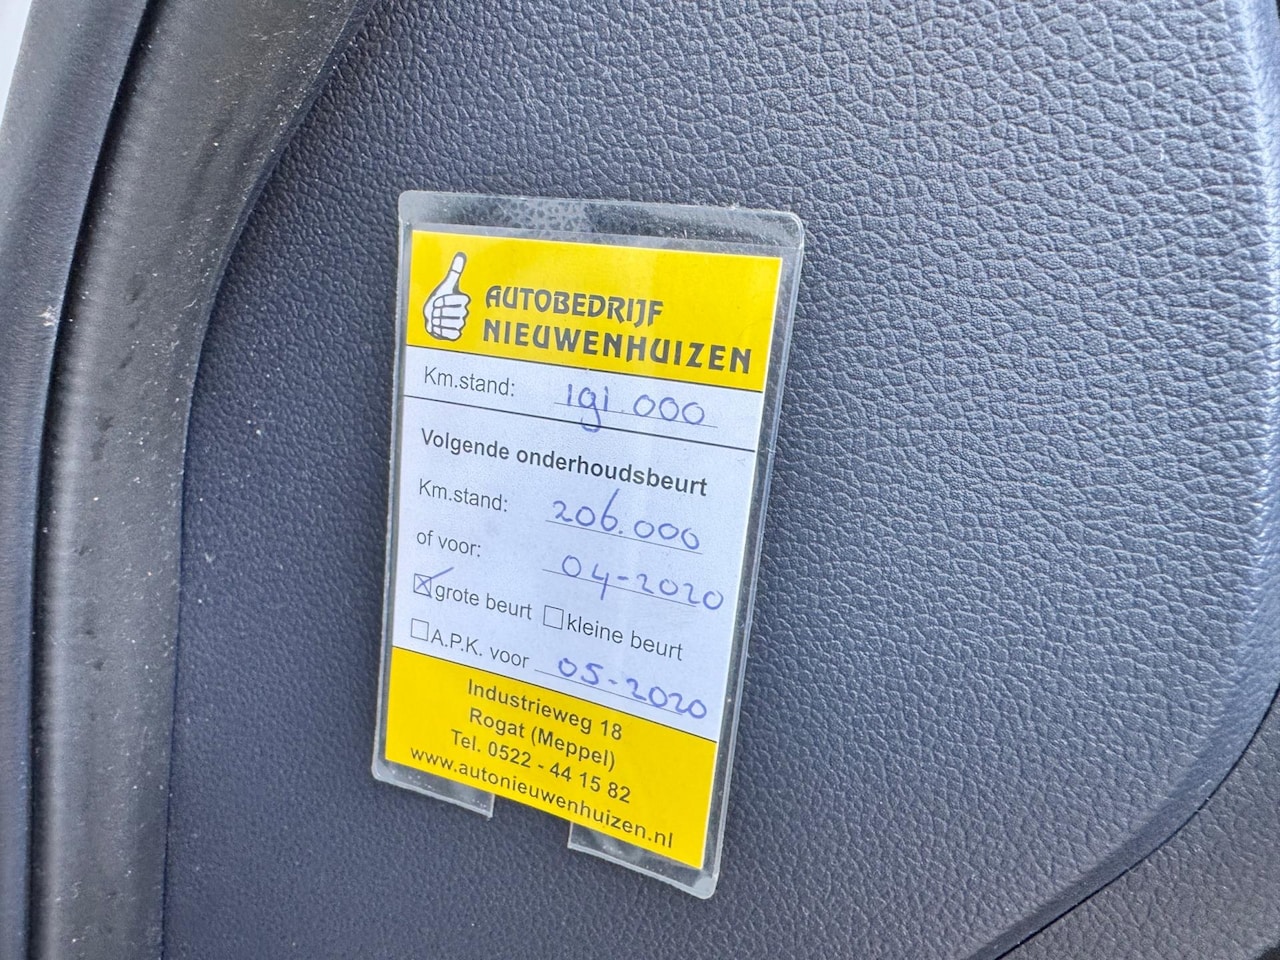 AUTOBEDRIJF
NIEUWENHUIZEN
Km.stand: 191.000
Volgende onderhoudsbeurt
Km.stand: 206.000
of voor: 04-2020
grote beurt kleine beurt
A.P.K. voor 05-2020
Industrieweg 18
Rogat (Meppel)
Tel. 0522 - 44 15 82
www.autonieuwenhuizen.nl